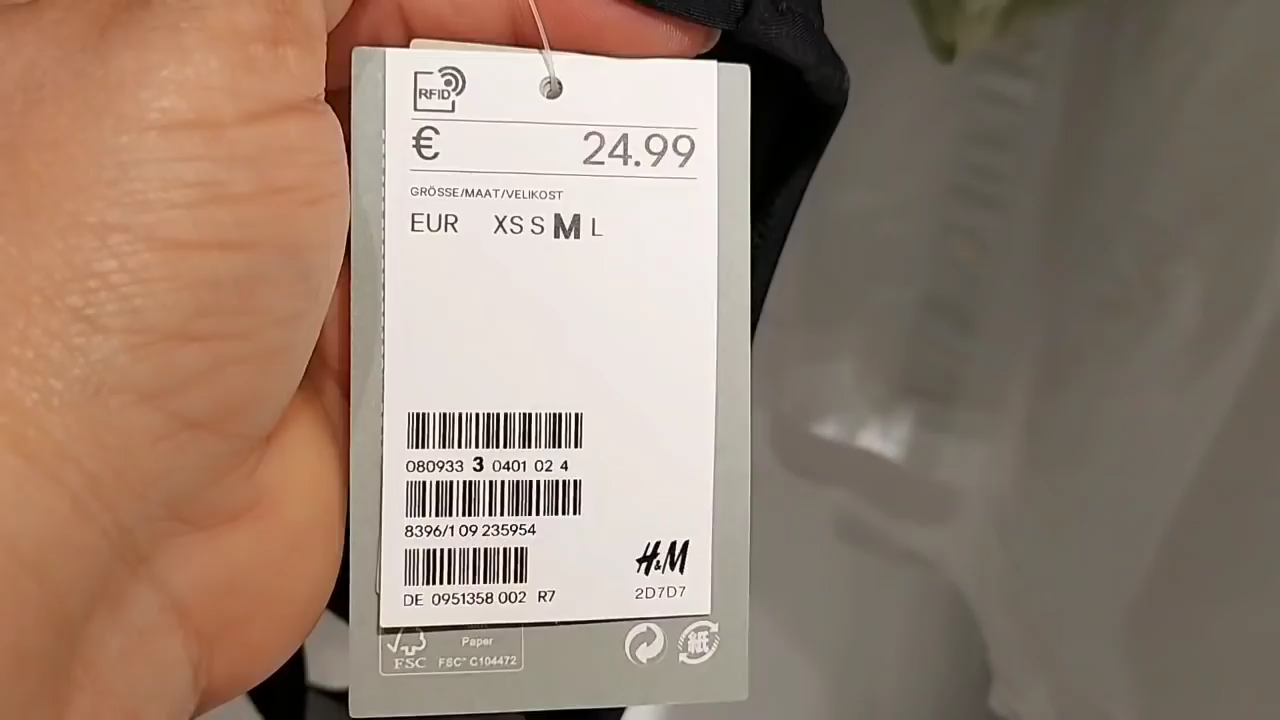 RFID
€ 24.99
GRÖSSE/MAAT/VELIKOST
EUR XS S M L
080933 3 0401 02 4
8396/1 09 235954
DE 0951358 002 R7
H&M
2D7D7
FSC
Paper
FSC® C104472
紙